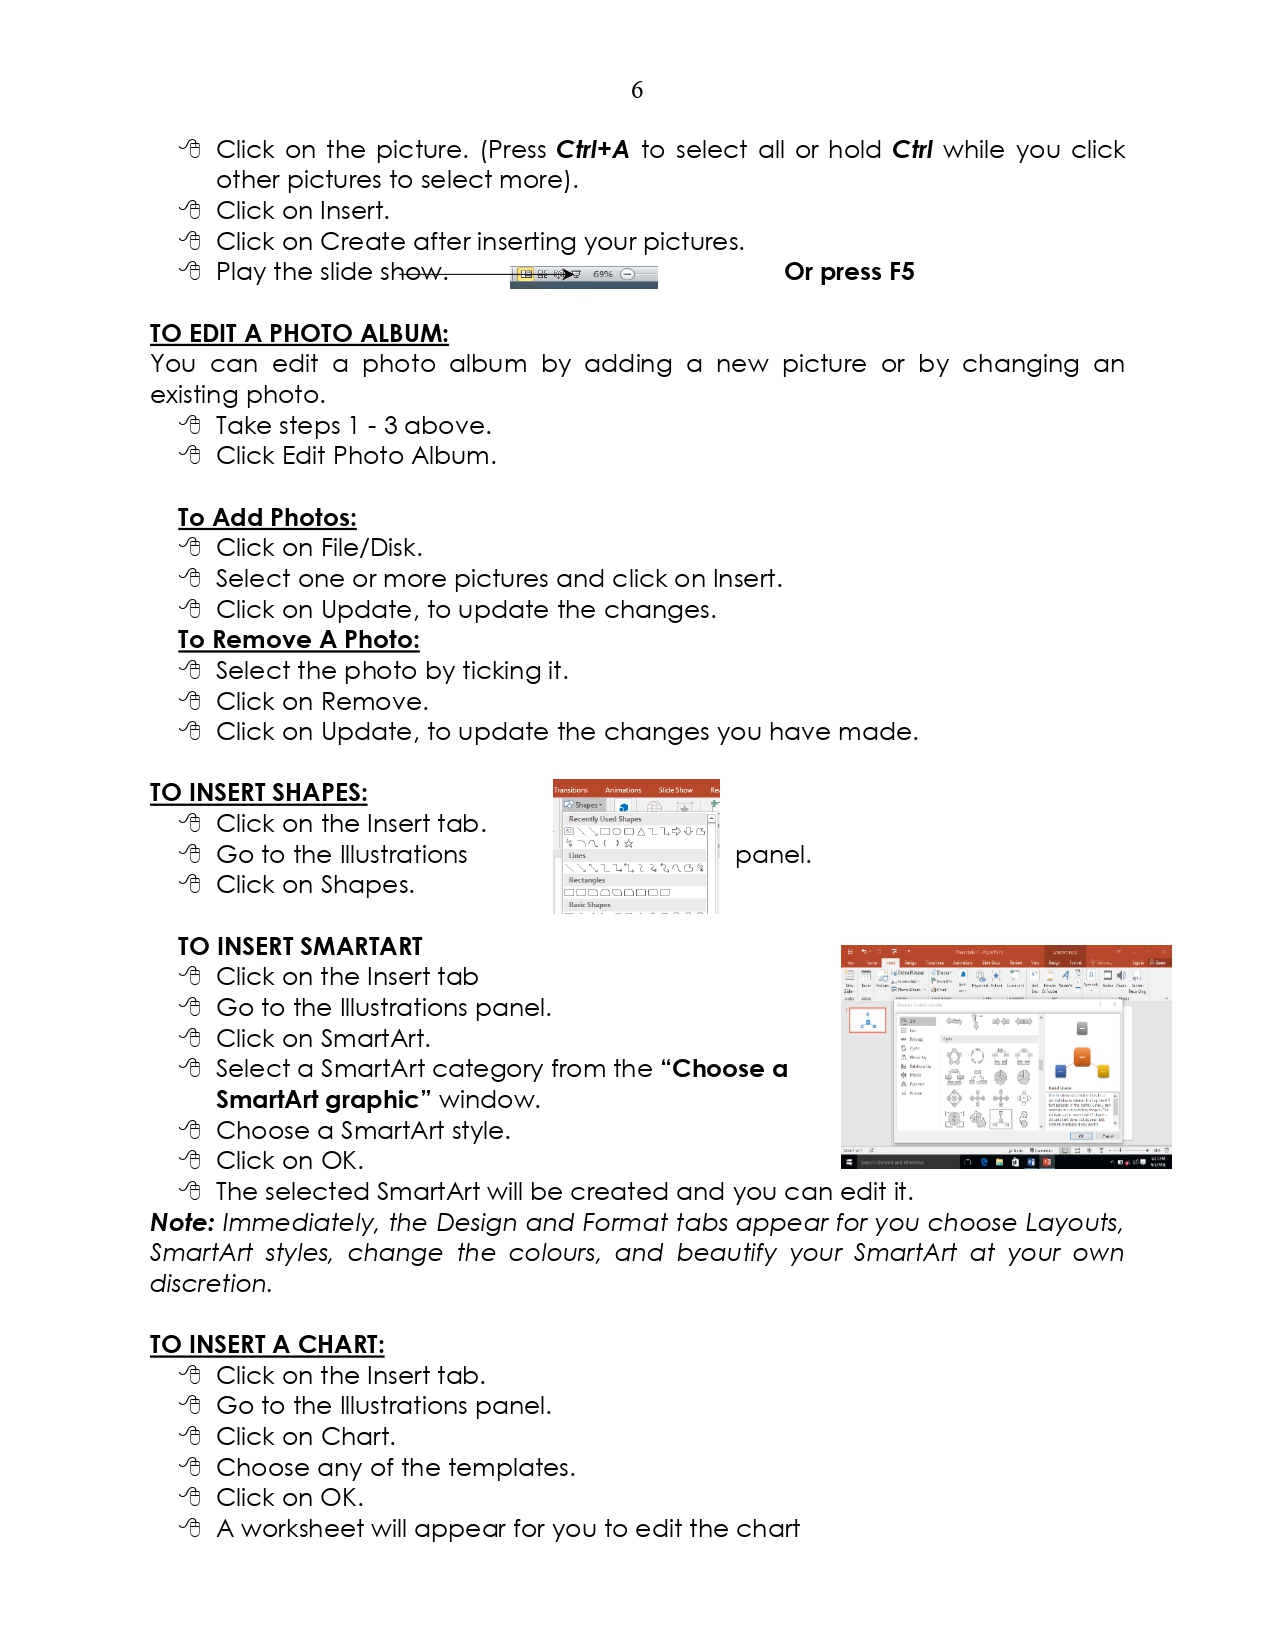 6
Click on the picture. (Press Ctrl+A to select all or hold Ctrl while you click
other pictures to select more).
Click on Insert.
Click on Create after inserting your pictures.
Play the slide show. 69% Or press F5
TO EDIT A PHOTO ALBUM:
You can edit a photo album by adding a new picture or by changing an
existing photo.
Take steps 1 - 3 above.
Click Edit Photo Album.
To Add Photos:
Click on File/Disk.
Select one or more pictures and click on Insert.
Click on Update, to update the changes.
To Remove A Photo:
Select the photo by ticking it.
Click on Remove.
Click on Update, to update the changes you have made.
TO INSERT SHAPES:
Click on the Insert tab.
Go to the Illustrations panel.
Click on Shapes.
Transitions Animations Slide Show
Shapes
Recently Used Shapes
Lines
Rectangles
Basic Shapes
TO INSERT SMARTART
Click on the Insert tab
Go to the Illustrations panel.
Click on SmartArt.
Select a SmartArt category from the “Choose a
SmartArt graphic” window.
Choose a SmartArt style.
Click on OK.
The selected SmartArt will be created and you can edit it.
Note: Immediately, the Design and Format tabs appear for you choose Layouts,
SmartArt styles, change the colours, and beautify your SmartArt at your own
discretion.
TO INSERT A CHART:
Click on the Insert tab.
Go to the Illustrations panel.
Click on Chart.
Choose any of the templates.
Click on OK.
A worksheet will appear for you to edit the chart